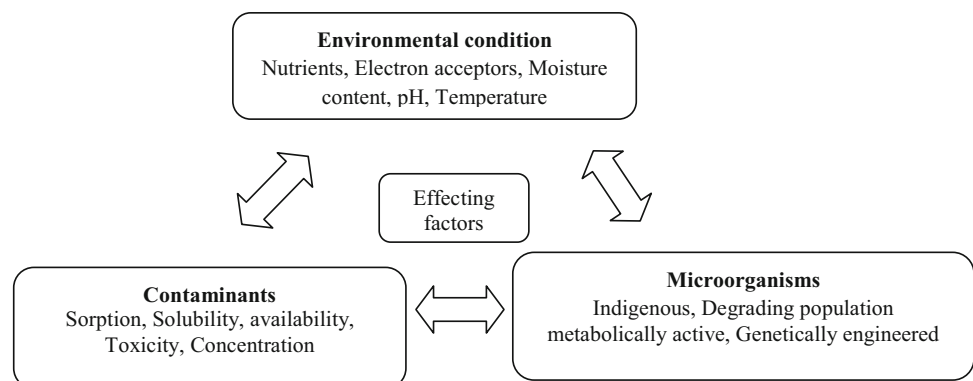 Environmental condition
Nutrients, Electron acceptors, Moisture
content, pH, Temperature
Effecting
factors
Contaminants
Sorption, Solubility, availability,
Toxicity, Concentration
Microorganisms
Indigenous, Degrading population
metabolically active, Genetically engineered